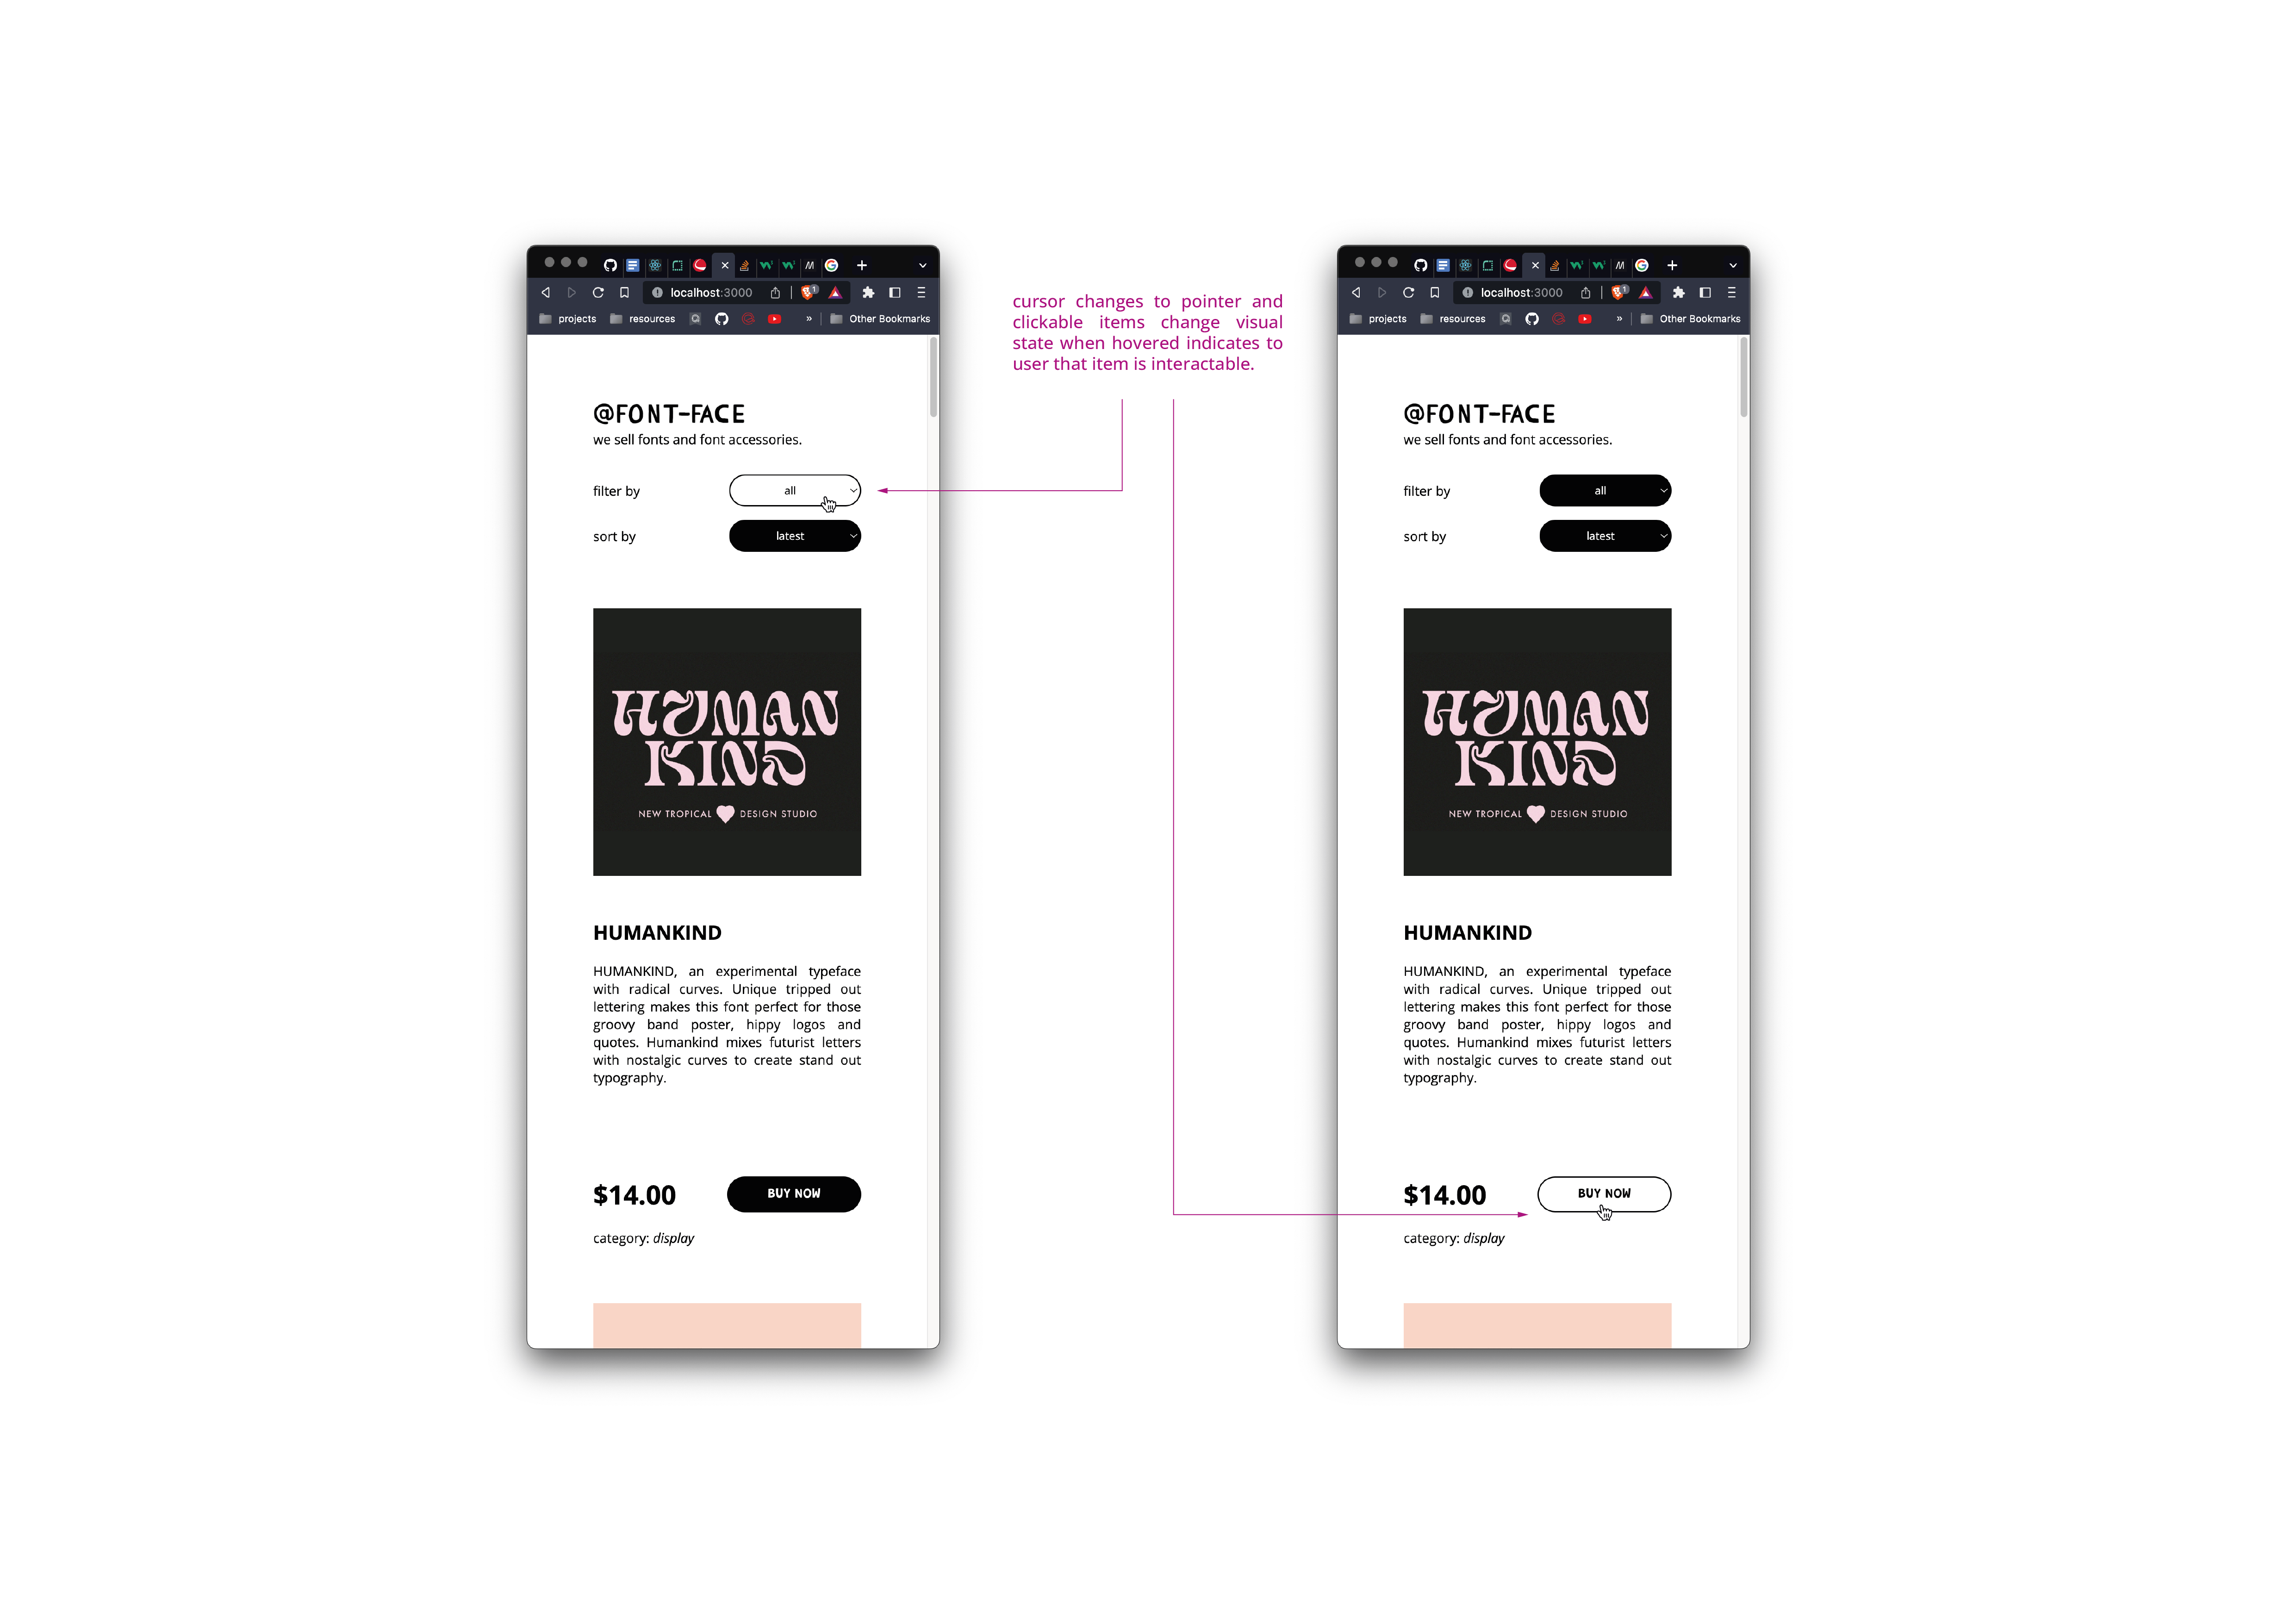 localhost:3000
projects
resources
»
Other Bookmarks
@FONT-FACE
we sell fonts and font accessories.
filter by
all
sort by
latest
HUMAN
KIND
NEW TROPICAL
DESIGN STUDIO
HUMANKIND
HUMANKIND, an experimental typeface
with radical curves. Unique tripped out
lettering makes this font perfect for those
groovy band poster, hippy logos and
quotes. Humankind mixes futurist letters
with nostalgic curves to create stand out
typography.
$14.00
BUY NOW
category: display
cursor changes to pointer and
clickable items change visual
state when hovered indicates to
user that item is interactable.
localhost:3000
projects
resources
»
Other Bookmarks
@FONT-FACE
we sell fonts and font accessories.
filter by
all
sort by
latest
HUMAN
KIND
NEW TROPICAL
DESIGN STUDIO
HUMANKIND
HUMANKIND, an experimental typeface
with radical curves. Unique tripped out
lettering makes this font perfect for those
groovy band poster, hippy logos and
quotes. Humankind mixes futurist letters
with nostalgic curves to create stand out
typography.
$14.00
BUY NOW
category: display